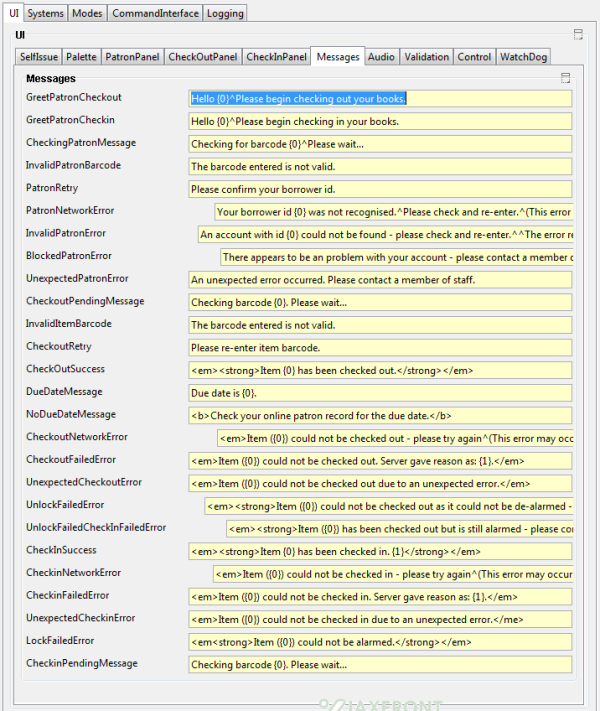 UI Systems Modes CommandInterface Logging
UI
SelfIssue Palette PatronPanel CheckOutPanel CheckInPanel Messages Audio Validation Control WatchDog
Messages
GreetPatronCheckout Hello {0}^Please begin checking out your books.
GreetPatronCheckin Hello {0}^Please begin checking in your books.
CheckingPatronMessage Checking for barcode {0}^Please wait...
InvalidPatronBarcode The barcode entered is not valid.
PatronRetry Please confirm your borrower id.
PatronNetworkError Your borrower id {0} was not recognised.^Please check and re-enter.^(This error
InvalidPatronError An account with id {0} could not be found - please check and re-enter.^^The error re
BlockedPatronError There appears to be an problem with your account - please contact a member o
UnexpectedPatronError An unexpected error occurred. Please contact a member of staff.
CheckoutPendingMessage Checking barcode {0}. Please wait...
InvalidItemBarcode The barcode entered is not valid.
CheckoutRetry Please re-enter item barcode.
CheckOutSuccess <em><strong>Item {0} has been checked out.</strong></em>
DueDateMessage Due date is {0}.
NoDueDateMessage <b>Check your online patron record for the due date.</b>
CheckoutNetworkError <em>Item ({0}) could not be checked out - please try again^(This error may occ
CheckoutFailedError <em>Item ({0}) could not be checked out. Server gave reason as: {1}.</em>
UnexpectedCheckoutError <em>Item ({0}) could not be checked out due to an unexpected error.</em>
UnlockFailedError <em><strong>Item ({0}) could not be checked out as it could not be de-alarmed -
UnlockFailedCheckInFailedError <em><strong>Item ({0}) has been checked out but is still alarmed - please co
CheckInSuccess <em><strong>Item {0} has been checked in. {1}</strong></em>
CheckinNetworkError <em>Item ({0}) could not be checked in - please try again^(This error may occur
CheckinFailedError <em>Item ({0}) could not be checked in. Server gave reason as: {1}.</em>
UnexpectedCheckinError <em>Item ({0}) could not be checked in due to an unexpected error.</me>
LockFailedError <em<strong>Item ({0}) could not be alarmed.</strong></em>
CheckinPendingMessage Checking barcode {0}. Please wait...
JAXFRONT